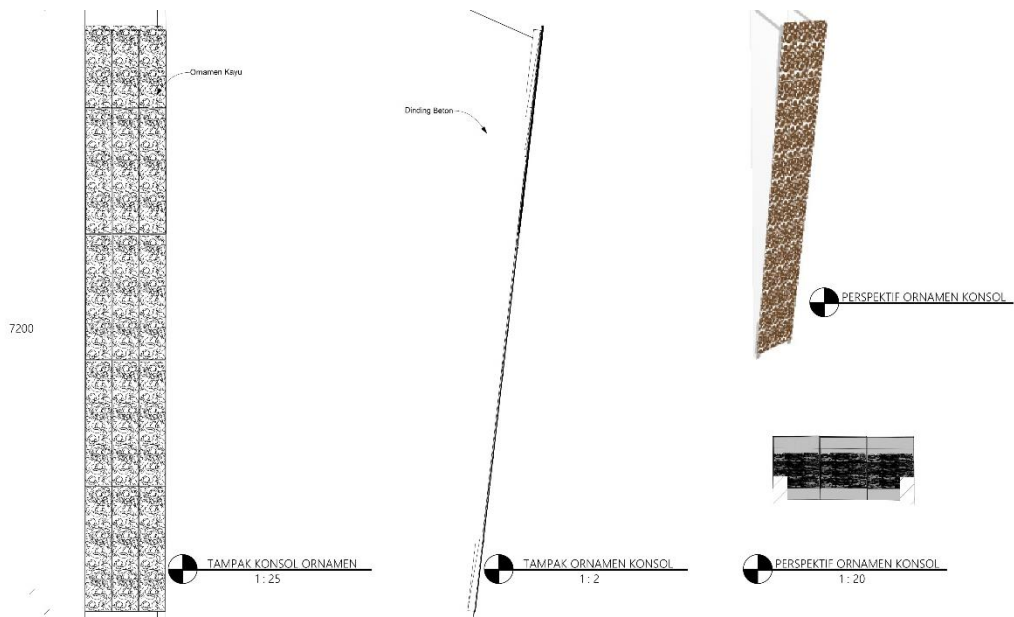 Ornamen Kayu
Dinding Beton
PERSPEKTIF ORNAMEN KONSOL
7200
TAMPAK KONSOL ORNAMEN
1 : 25
TAMPAK ORNAMEN KONSOL
1 : 2
PERSPEKTIF ORNAMEN KONSOL
1 : 20